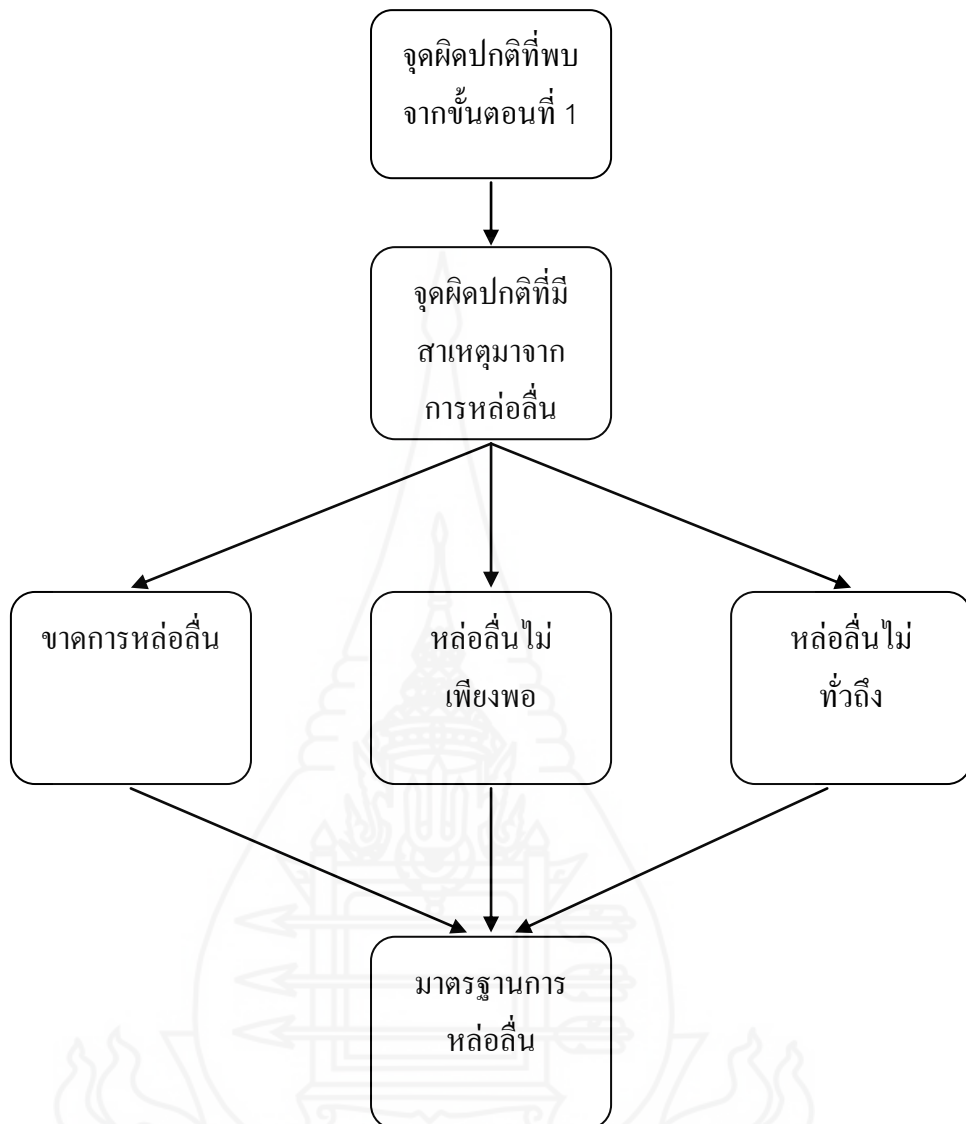 จุดผิดปกติที่พบ
จากขั้นตอนที่ 1
จุดผิดปกติที่มี
สาเหตุมาจาก
การหล่อลื่น
ขาดการหล่อลื่น
หล่อลื่นไม่
เพียงพอ
หล่อลื่นไม่
ทั่วถึง
มาตรฐานการ
หล่อลื่น